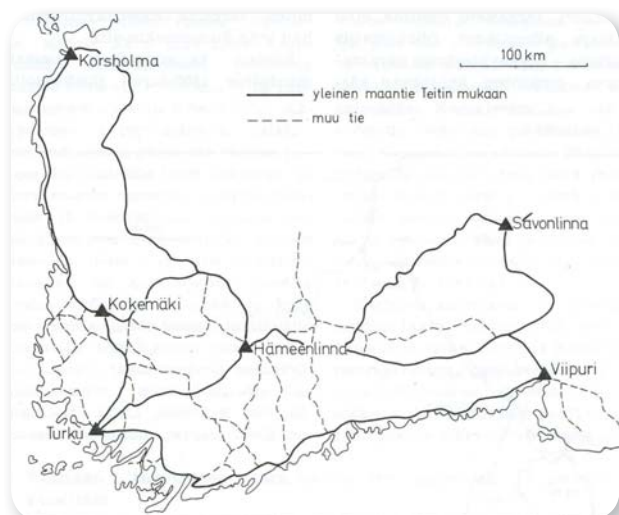 Korsholma
100 km
yleinen maantie Teitin mukaan
muu tie
Savonlinna
Kokemäki
Hämeenlinna
Viipuri
Turku